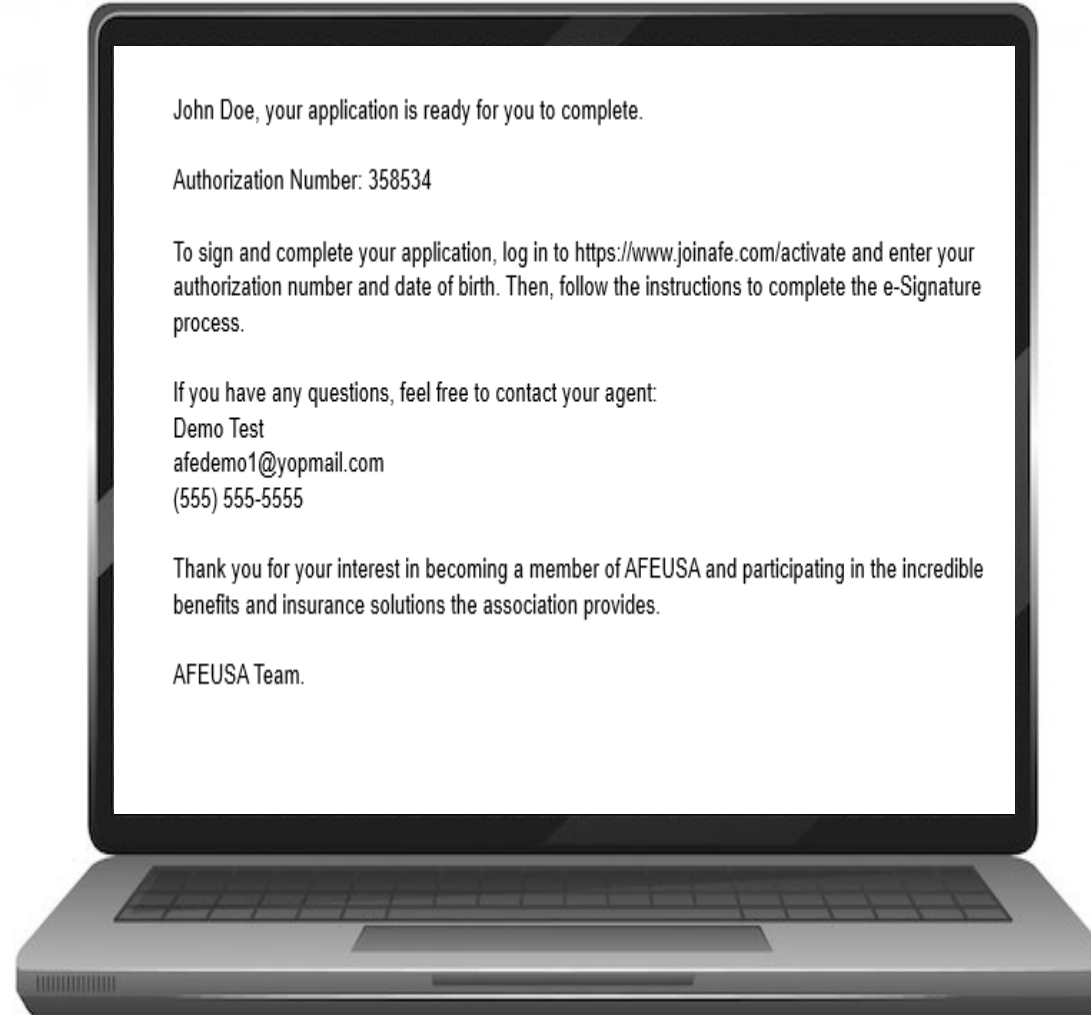 John Doe, your application is ready for you to complete.
Authorization Number: 358534
To sign and complete your application, log in to https://www.joinafe.com/activate and enter your
authorization number and date of birth. Then, follow the instructions to complete the e-Signature
process.
If you have any questions, feel free to contact your agent:
Demo Test
afedemo1@yopmail.com
(555) 555-5555
Thank you for your interest in becoming a member of AFEUSA and participating in the incredible
benefits and insurance solutions the association provides.
AFEUSA Team.